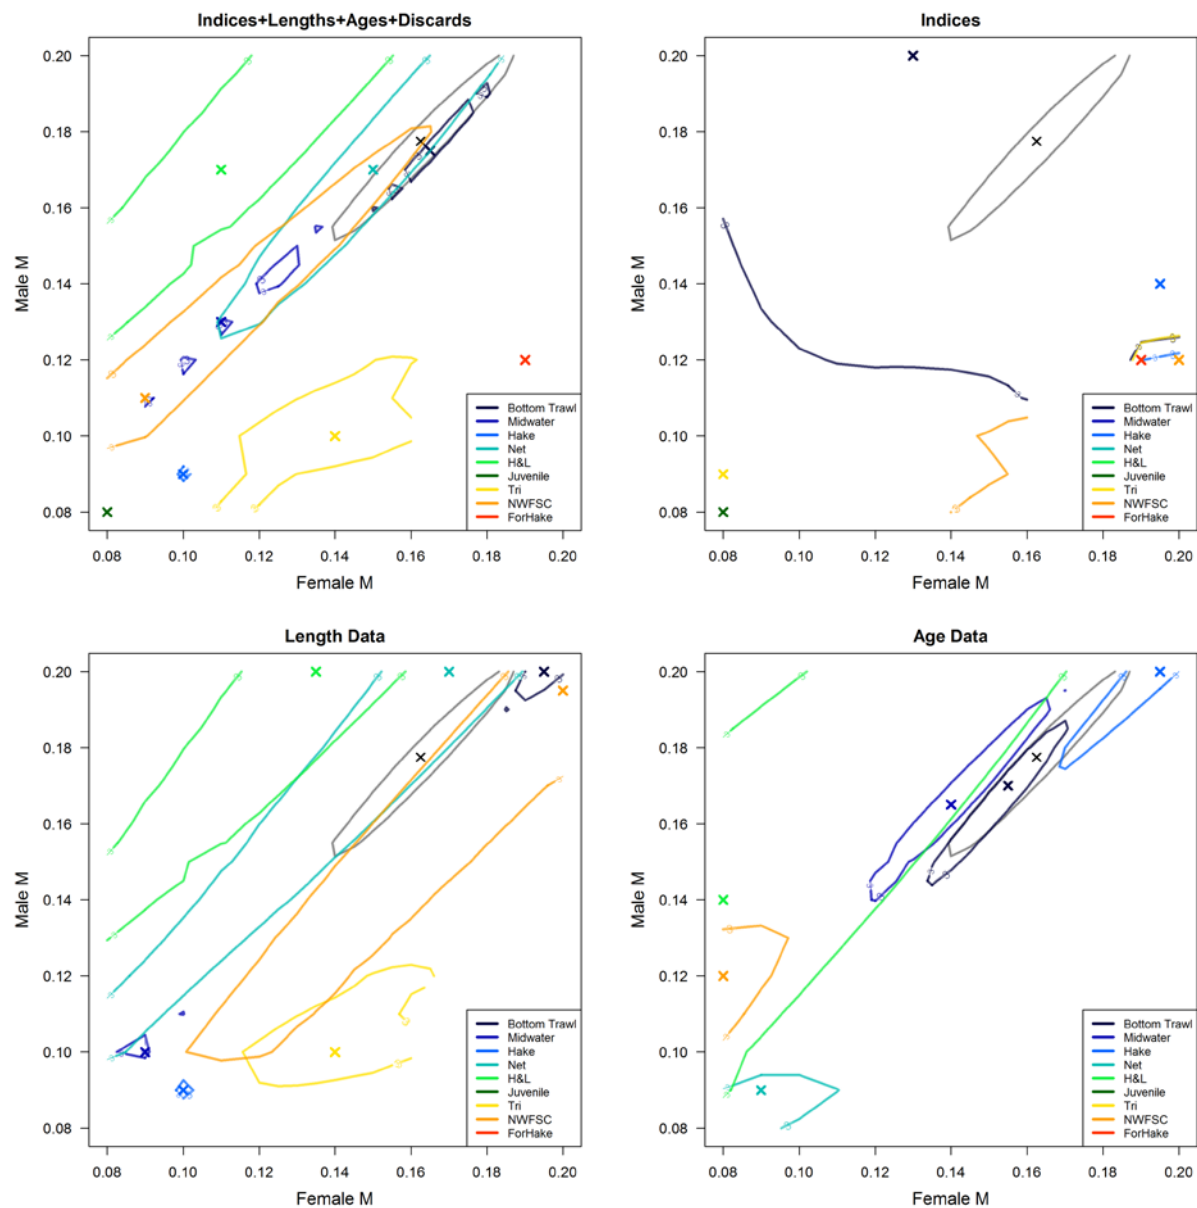 Indices+Lengths+Ages+Discards
0.20
0.18
0.16
0.14
0.12
0.10
0.08
Male M
Bottom Trawl
Midwater
Hake
Net
H&L
Juvenile
Tri
NWFSC
ForHake
0.08 0.10 0.12 0.14 0.16 0.18 0.20
Female M
Indices
0.20
0.18
0.16
0.14
0.12
0.10
0.08
Male M
Bottom Trawl
Midwater
Hake
Net
H&L
Juvenile
Tri
NWFSC
ForHake
0.08 0.10 0.12 0.14 0.16 0.18 0.20
Female M
Length Data
0.20
0.18
0.16
0.14
0.12
0.10
0.08
Male M
Bottom Trawl
Midwater
Hake
Net
H&L
Juvenile
Tri
NWFSC
ForHake
0.08 0.10 0.12 0.14 0.16 0.18 0.20
Female M
Age Data
0.20
0.18
0.16
0.14
0.12
0.10
0.08
Male M
Bottom Trawl
Midwater
Hake
Net
H&L
Juvenile
Tri
NWFSC
ForHake
0.08 0.10 0.12 0.14 0.16 0.18 0.20
Female M